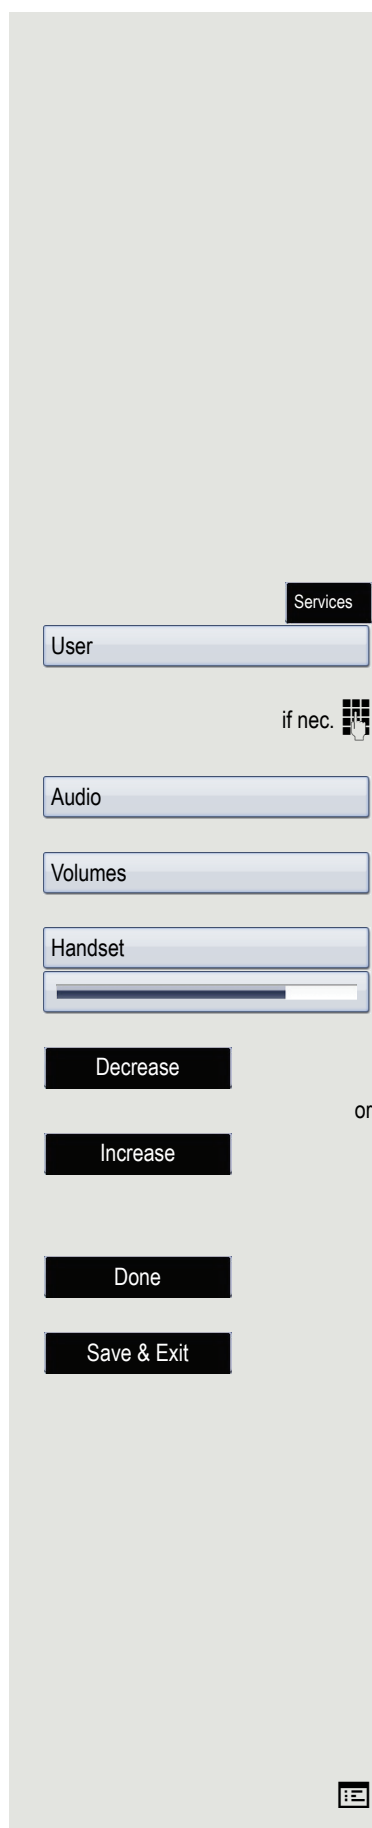 Services
User
if nec.
Audio
Volumes
Handset
Decrease
or
Increase
Done
Save & Exit